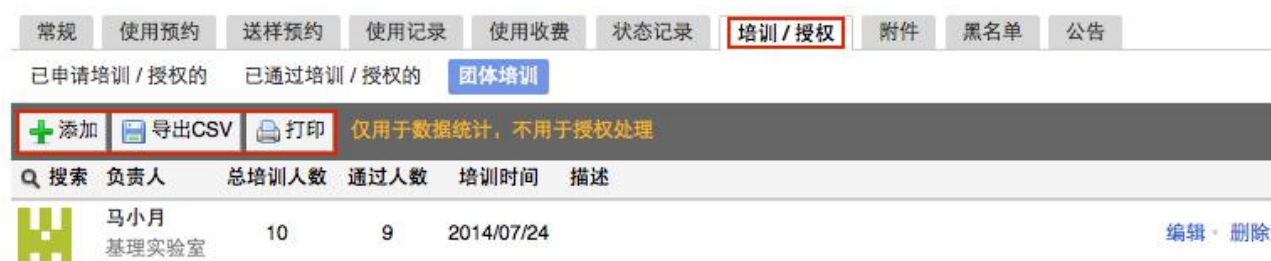 常规 使用预约 送样预约 使用记录 使用收费 状态记录 培训 / 授权 附件 黑名单 公告
已申请培训 / 授权的 已通过培训 / 授权的 团体培训
添加 导出CSV 打印 仅用于数据统计，不用于授权处理
搜索 负责人 总培训人数 通过人数 培训时间 描述
马小月
基理实验室 10 9 2014/07/24 编辑 删除